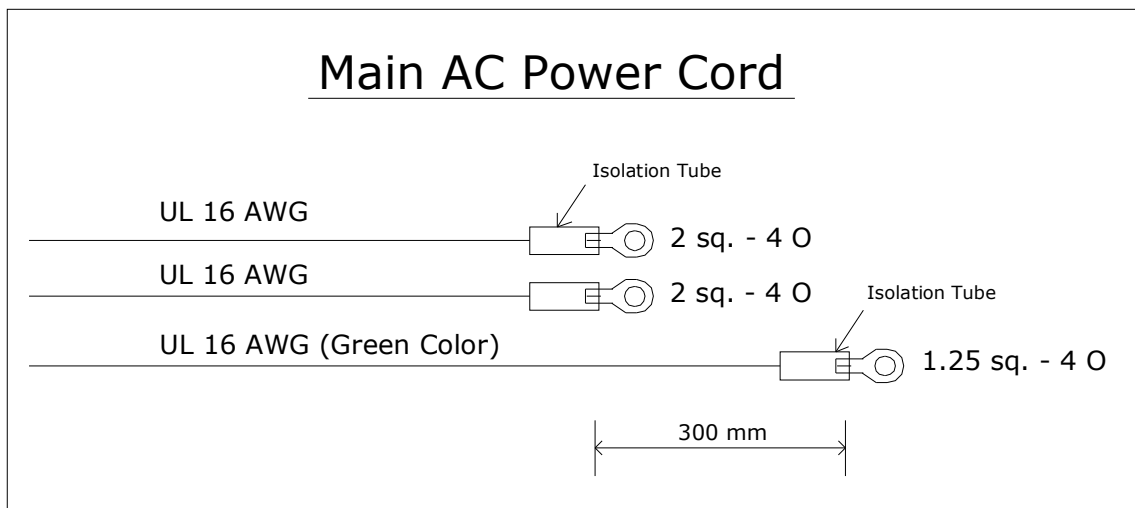 Main AC Power Cord
Isolation Tube
UL 16 AWG
2 sq. - 4 O
UL 16 AWG
2 sq. - 4 O
Isolation Tube
UL 16 AWG (Green Color)
1.25 sq. - 4 O
300 mm